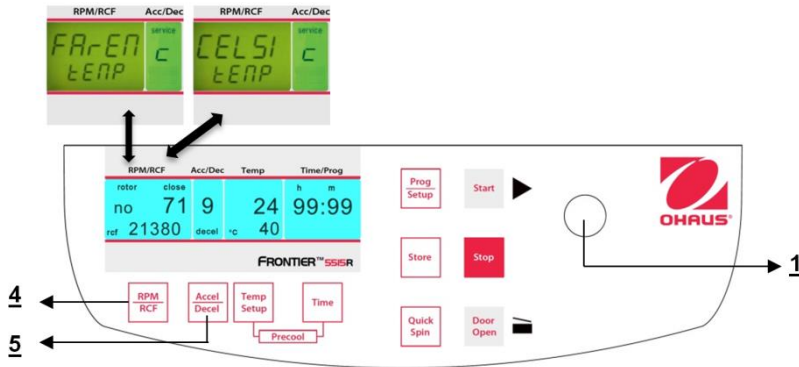 RPM/RCF Acc/Dec
FArEN
tEMP
service
C
RPM/RCF Acc/Dec
CELSI
tEMP
service
C
RPM/RCF Acc/Dec Temp Time/Prog
rotor close h m
no 71 9 24 99:99
rcf 21380 decel °C 40
FRONTIER™ 5515R
RPM
RCF
Accel
Decel
Temp
Setup
Time
Precool
Prog
Setup
Start
Store
Stop
Quick
Spin
Door
Open
OHAUS®
1
4
5